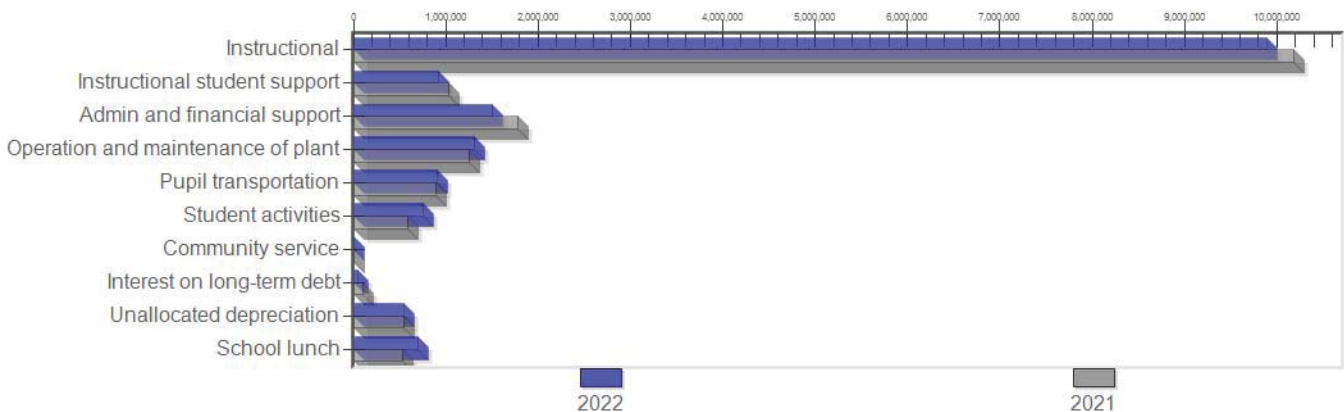 0 1,000,000 2,000,000 3,000,000 4,000,000 5,000,000 6,000,000 7,000,000 8,000,000 9,000,000 10,000,000
Instructional
Instructional student support
Admin and financial support
Operation and maintenance of plant
Pupil transportation
Student activities
Community service
Interest on long-term debt
Unallocated depreciation
School lunch
2022 2021